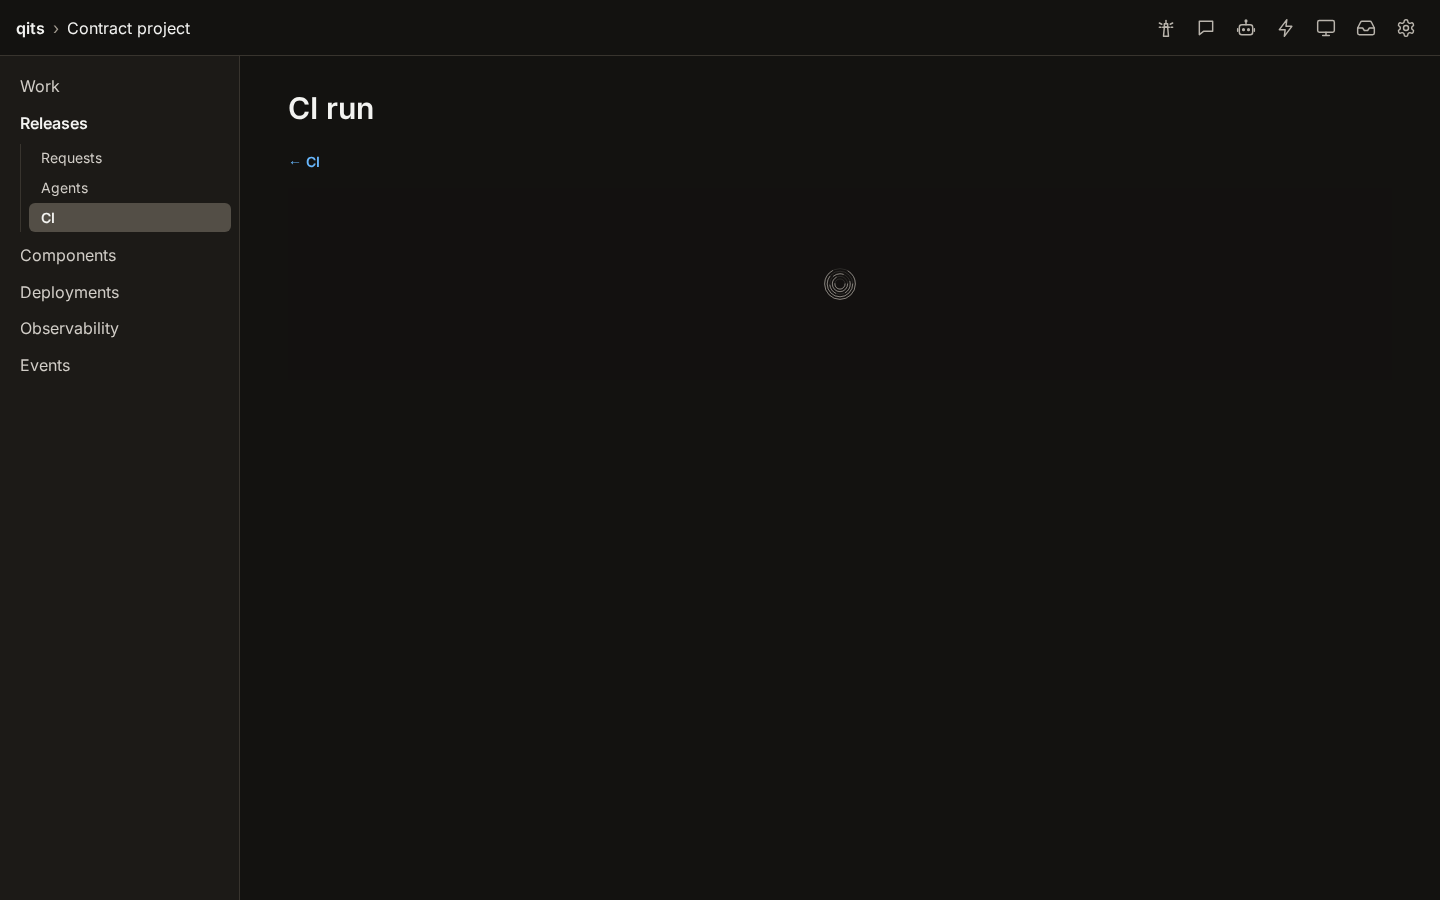 qits › Contract project
Work
Releases
Requests
Agents
CI
Components
Deployments
Observability
Events
CI run
← CI